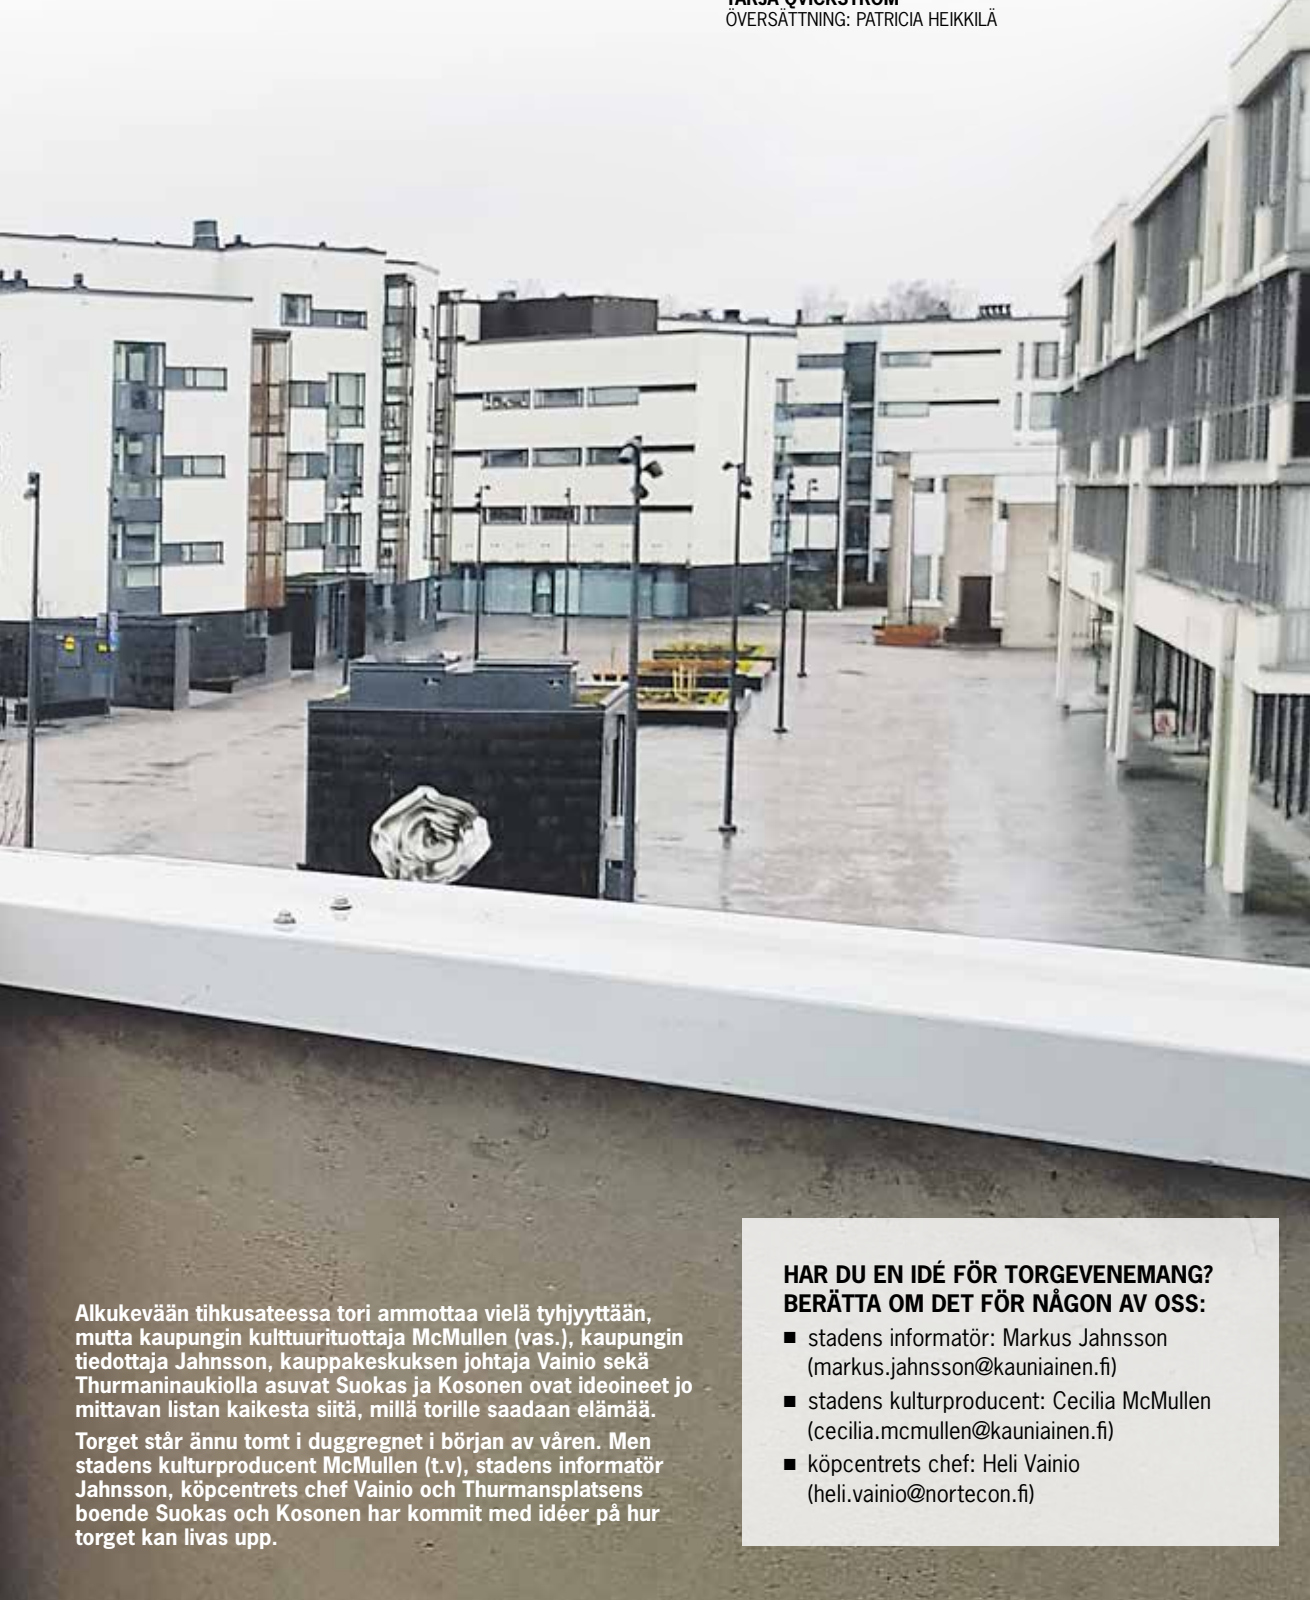 TARJA QVICKSTRÖM
ÖVERSÄTTNING: PATRICIA HEIKKILÄ
Alkukevään tihkusateessa tori ammottaa vielä tyhjyyttään,
mutta kaupungin kulttuurituottaja McMullen (vas.), kaupungin
tiedottaja Jahnsson, kauppakeskuksen johtaja Vainio sekä
Thurmaninaukiolla asuvat Suokas ja Kosonen ovat ideoineet jo
mittavan listan kaikesta siitä, millä torille saadaan elämää.
Torget står ännu tomt i duggregnet i början av våren. Men
stadens kulturproducent McMullen (t.v), stadens informatör
Jahnsson, köpcentrets chef Vainio och Thurmansplatsens
boende Suokas och Kosonen har kommit med idéer på hur
torget kan livas upp.
HAR DU EN IDÉ FÖR TORGEVENEMANG?
BERÄTTA OM DET FÖR NÅGON AV OSS:
■ stadens informatör: Markus Jahnsson
(markus.jahnsson@kauniainen.fi)
■ stadens kulturproducent: Cecilia McMullen
(cecilia.mcmullen@kauniainen.fi)
■ köpcentrets chef: Heli Vainio
(heli.vainio@nortecon.fi)